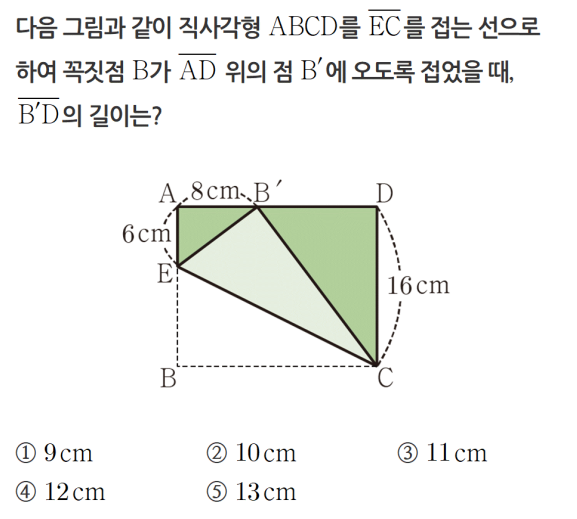 다음 그림과 같이 직사각형 ABCD를 EC를 접는 선으로
하여 꼭짓점 B가 AD 위의 점 B′에 오도록 접었을 때,
B′D의 길이는?
A 8cm B′ D
6cm
E
16cm
B C
① 9cm ② 10cm ③ 11cm
④ 12cm ⑤ 13cm